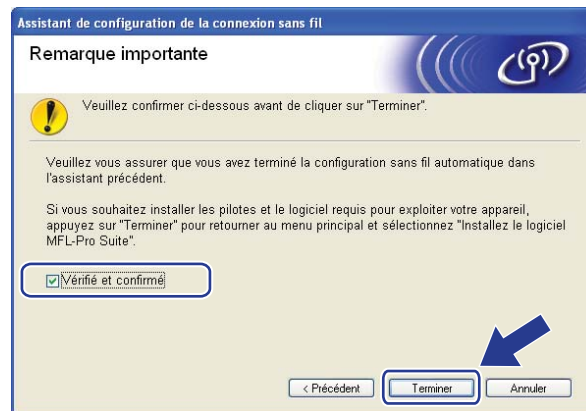 Assistant de configuration de la connexion sans fil
Remarque importante
Veuillez confirmer ci-dessous avant de cliquer sur "Terminer".
Veuillez vous assurer que vous avez terminé la configuration sans fil automatique dans
l'assistant précédent.
Si vous souhaitez installer les pilotes et le logiciel requis pour exploiter votre appareil,
appuyez sur "Terminer" pour retourner au menu principal et sélectionnez "Installez le logiciel
MFL-Pro Suite".
Vérifié et confirmé
< Précédent Terminer Annuler